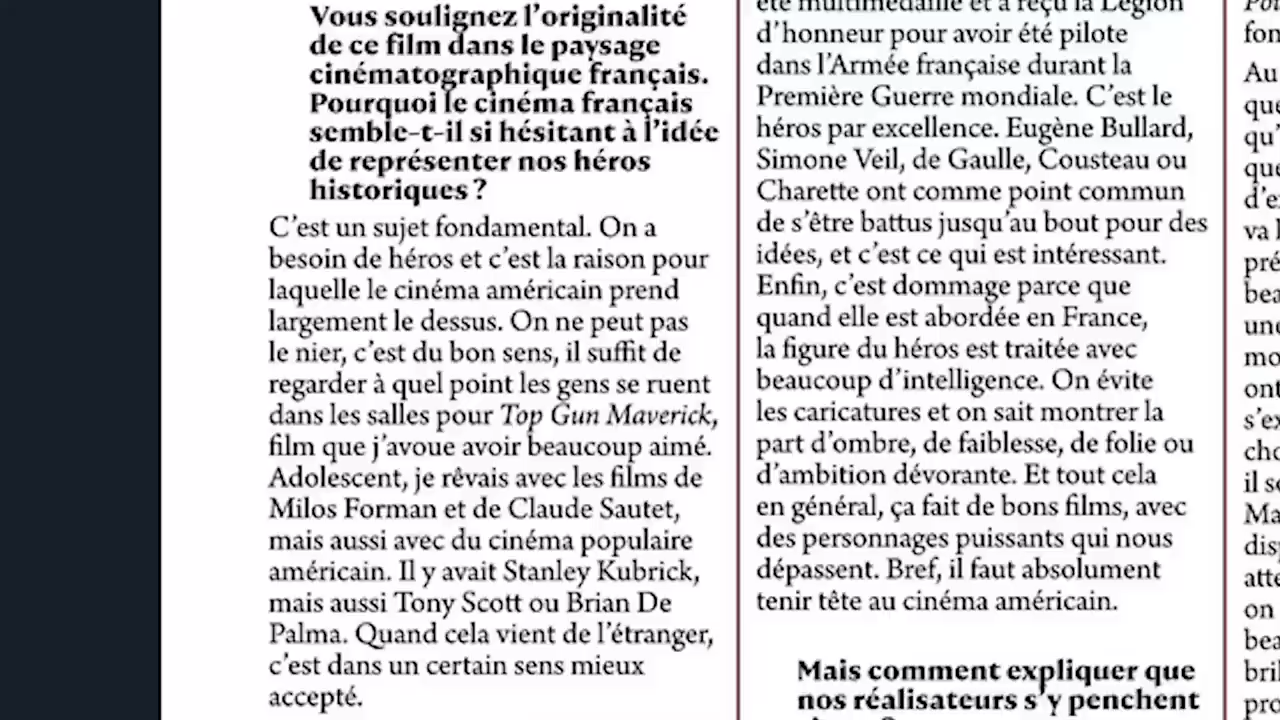 Vous soulignez l'originalité
de ce film dans le paysage
cinématographique français.
Pourquoi le cinéma français
semble-t-il si hésitant à l'idée
de représenter nos héros
historiques ?
C'est un sujet fondamental. On a
besoin de héros et c'est la raison pour
laquelle le cinéma américain prend
largement le dessus. On ne peut pas
le nier, c'est du bon sens, il suffit de
regarder à quel point les gens se ruent
dans les salles pour Top Gun Maverick,
film que j'avoue avoir beaucoup aimé.
Adolescent, je rêvais avec les films de
Milos Forman et de Claude Sautet,
mais aussi avec du cinéma populaire
américain. Il y avait Stanley Kubrick,
mais aussi Tony Scott ou Brian De
Palma. Quand cela vient de l'étranger,
c'est dans un certain sens mieux
accepté.
été multimédaillé et a reçu la Légion
d'honneur pour avoir été pilote
dans l'Armée française durant la
Première Guerre mondiale. C'est le
héros par excellence. Eugène Bullard,
Simone Veil, de Gaulle, Cousteau ou
Charette ont comme point commun
de s'être battus jusqu'au bout pour des
idées, et c'est ce qui est intéressant.
Enfin, c'est dommage parce que
quand elle est abordée en France,
la figure du héros est traitée avec
beaucoup d'intelligence. On évite
les caricatures et on sait montrer la
part d'ombre, de faiblesse, de folie ou
d'ambition dévorante. Et tout cela
en général, ça fait de bons films, avec
des personnages puissants qui nous
dépassent. Bref, il faut absolument
tenir tête au cinéma américain.
Mais comment expliquer que
nos réalisateurs s'y penchent
Au
va
il
on